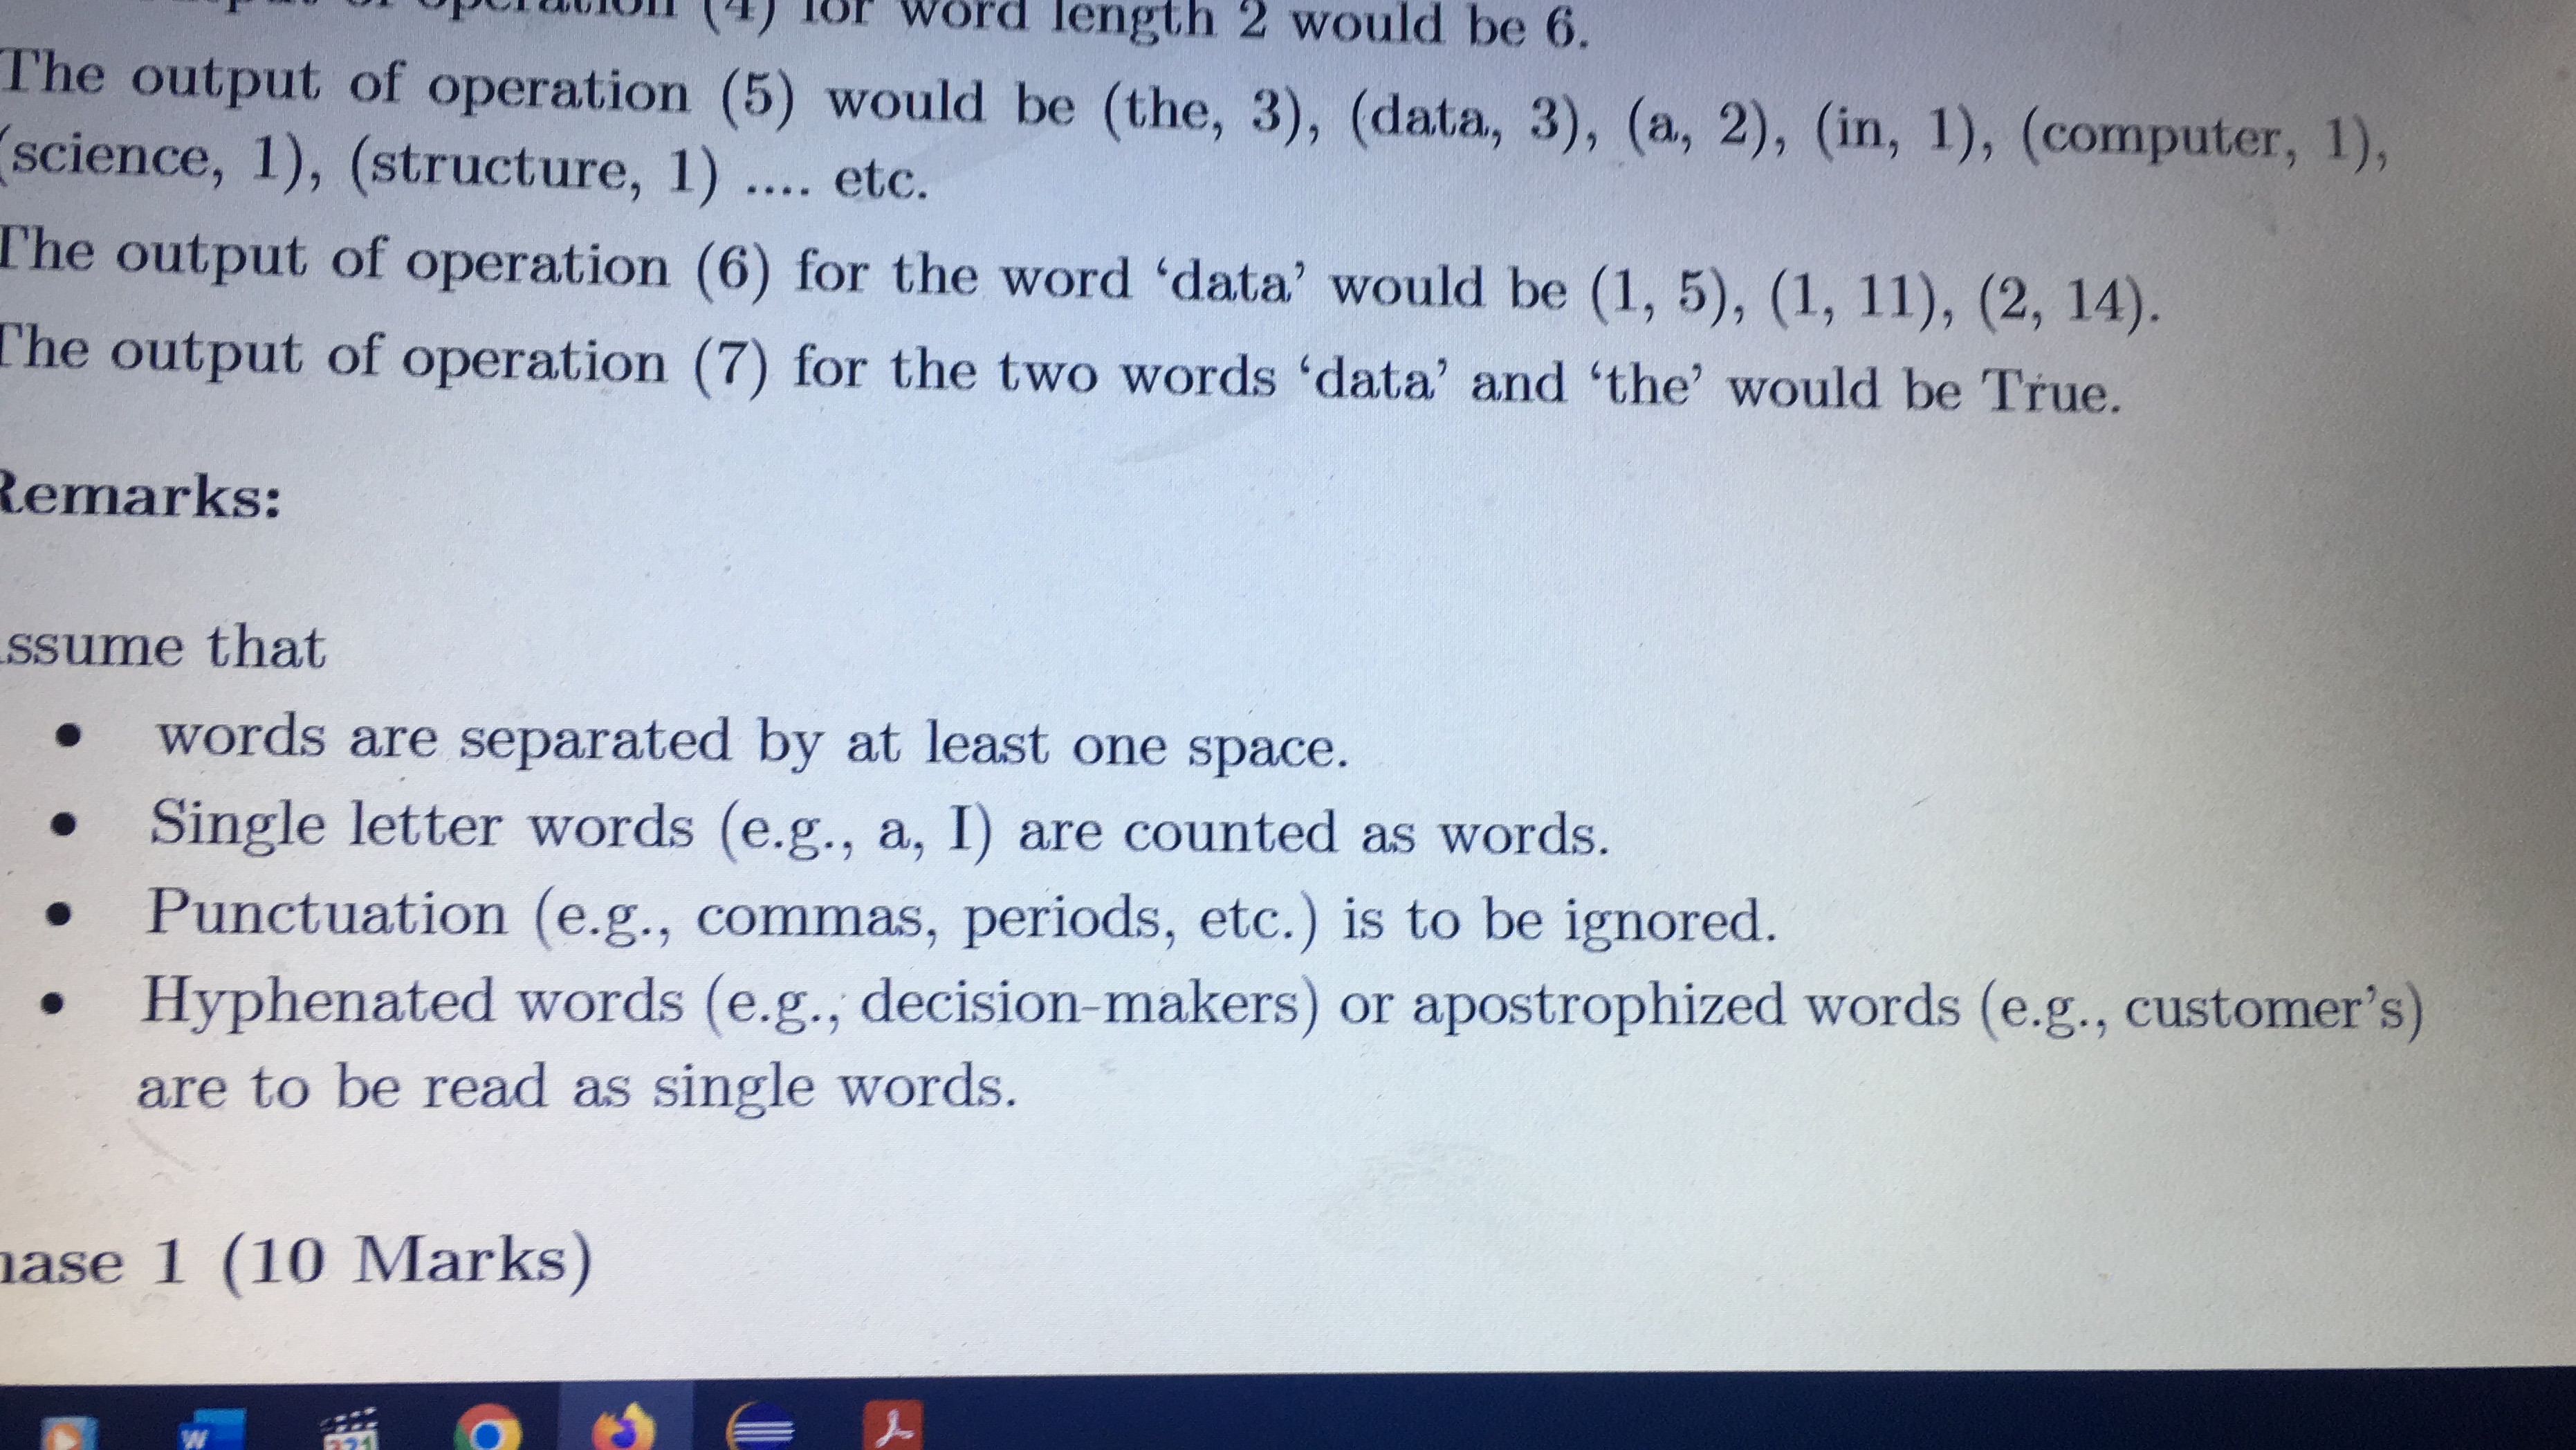 operation (4) for word length 2 would be 6.
The output of operation (5) would be (the, 3), (data, 3), (a, 2), (in, 1), (computer, 1),
(science, 1), (structure, 1) .... etc.
The output of operation (6) for the word ‘data’ would be (1, 5), (1, 11), (2, 14).
The output of operation (7) for the two words ‘data’ and ‘the’ would be True.
Remarks:
ssume that
• words are separated by at least one space.
• Single letter words (e.g., a, I) are counted as words.
• Punctuation (e.g., commas, periods, etc.) is to be ignored.
• Hyphenated words (e.g., decision-makers) or apostrophized words (e.g., customer’s)
are to be read as single words.
hase 1 (10 Marks)
W
321